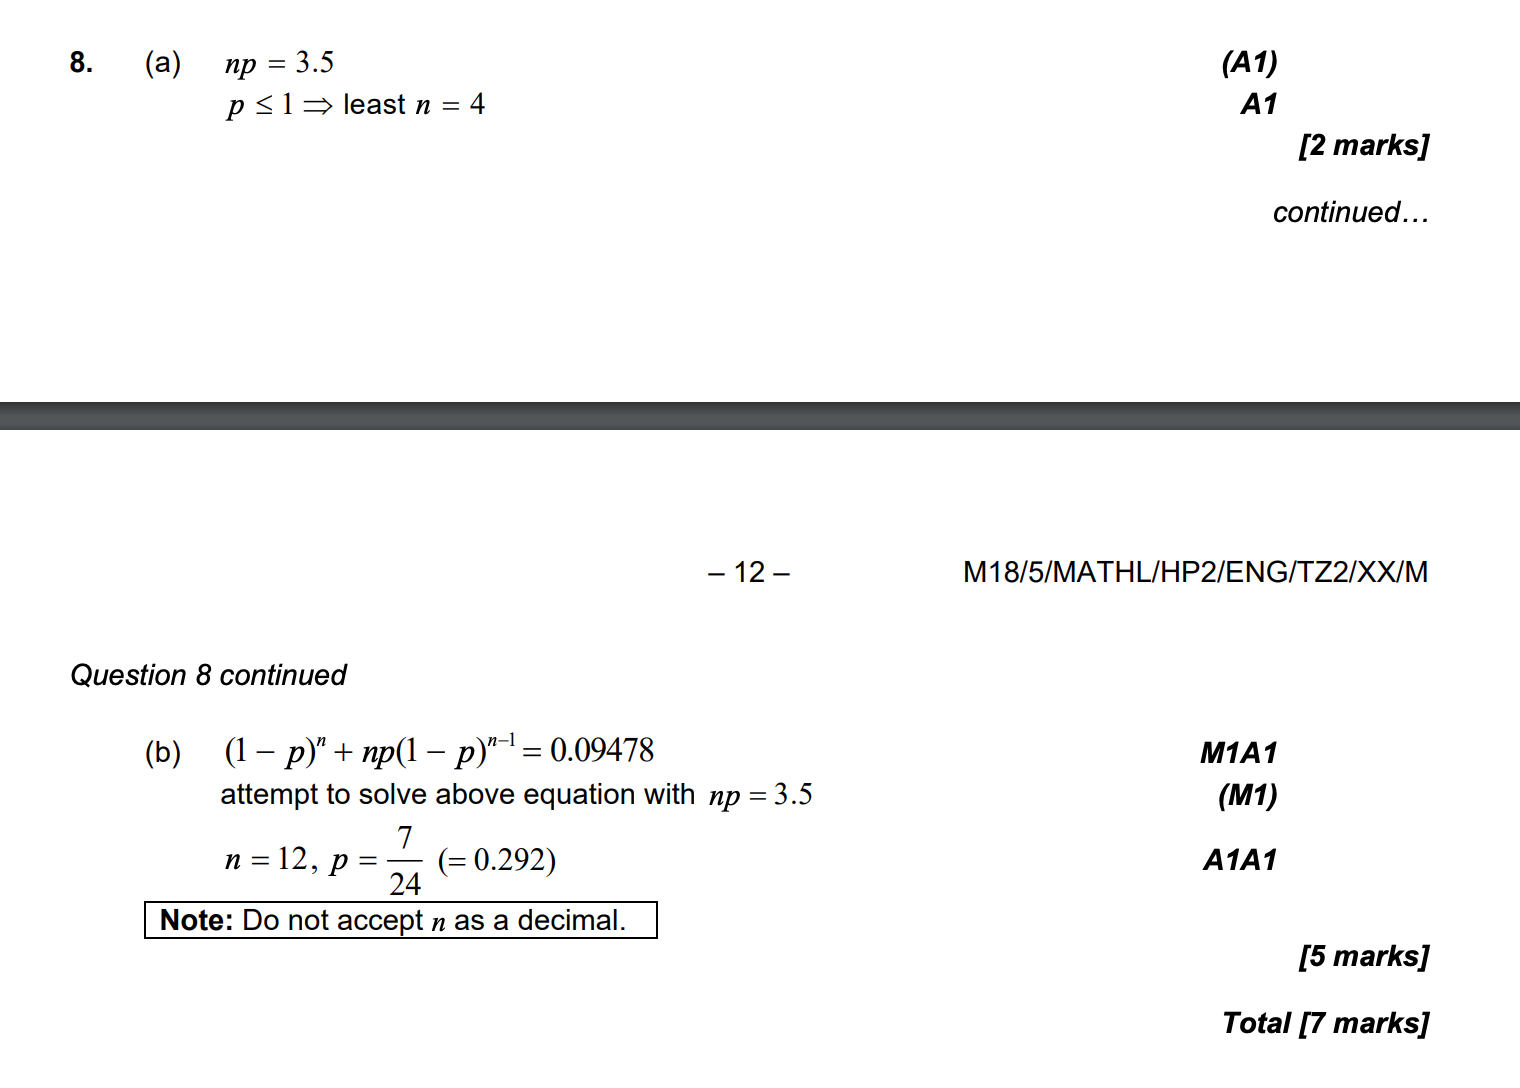 8. (a) np = 3.5 (A1)
p ≤ 1 ⇒ least n = 4 A1
[2 marks]
continued…
– 12 – M18/5/MATHL/HP2/ENG/TZ2/XX/M
Question 8 continued
(b) (1 − p)ⁿ + np(1 − p)ⁿ⁻¹ = 0.09478 M1A1
attempt to solve above equation with np = 3.5 (M1)
n = 12, p = 7/24 (= 0.292) A1A1
Note: Do not accept n as a decimal.
[5 marks]
Total [7 marks]